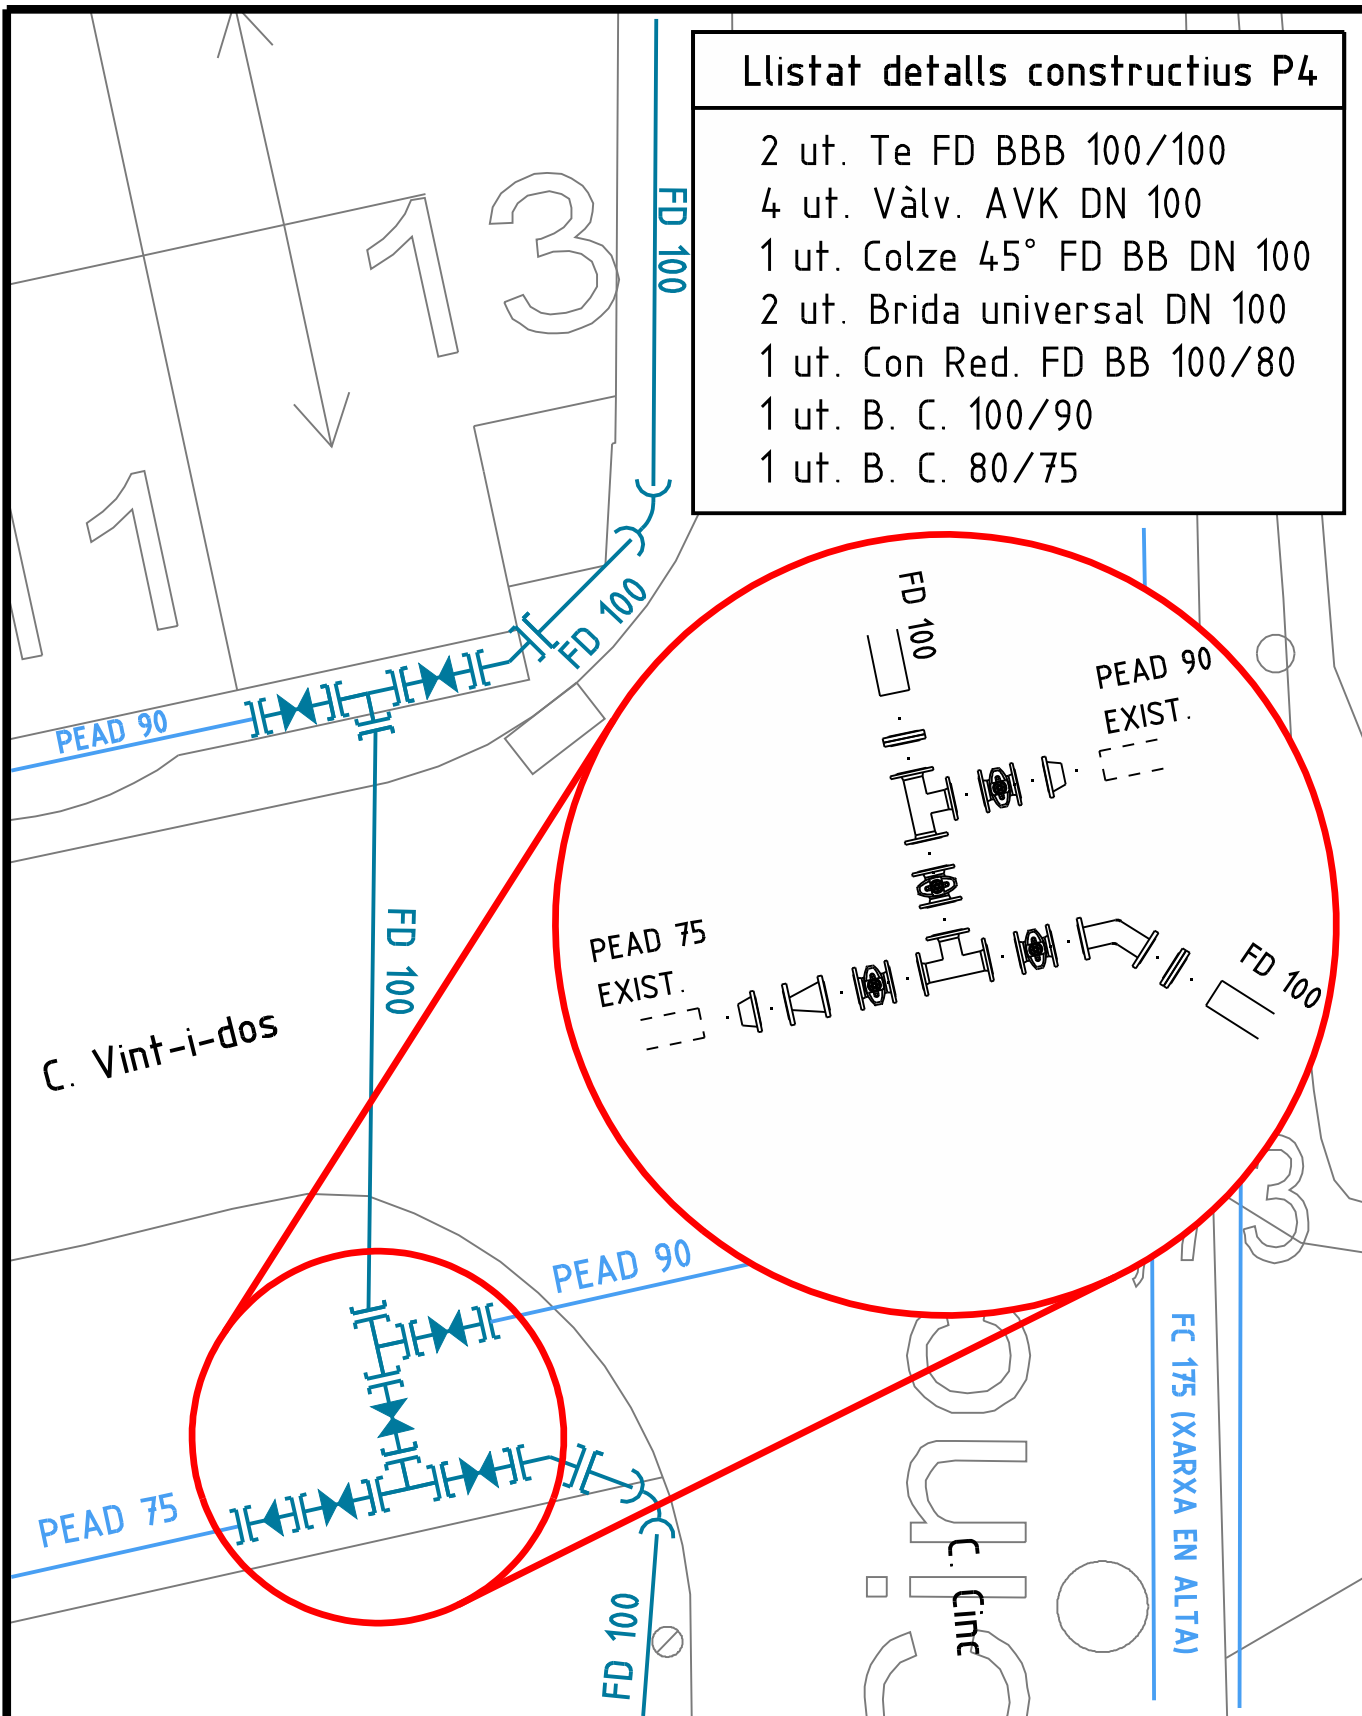 Llistat detalls constructius P4
2 ut. Te FD BBB 100/100
4 ut. Vàlv. AVK DN 100
1 ut. Colze 45° FD BB DN 100
2 ut. Brida universal DN 100
1 ut. Con Red. FD BB 100/80
1 ut. B. C. 100/90
1 ut. B. C. 80/75
13
FD 100
11
FD 100
PEAD 90
FD 100
PEAD 90
EXIST.
PEAD 75
EXIST.
FD 100
FD 100
C. Vint-i-dos
PEAD 90
13
FC 175 (XARXA EN ALTA)
PEAD 75
FD 100
C. Cinc